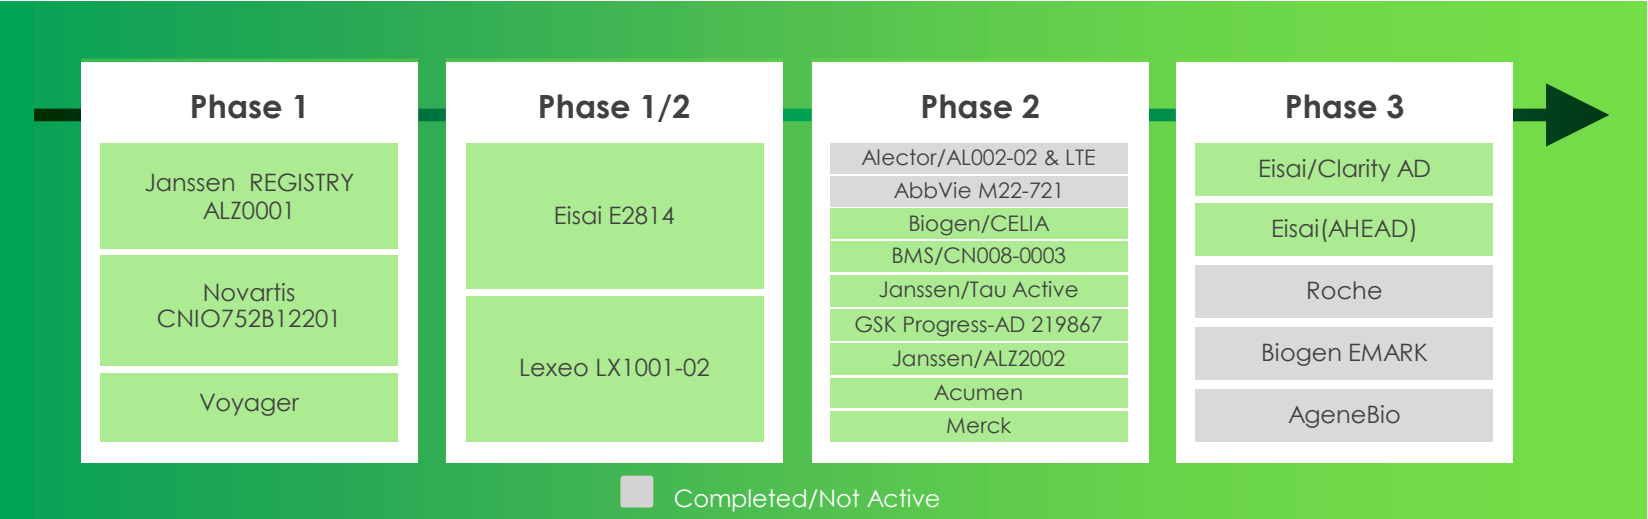 Phase 1
Janssen REGISTRY
ALZ0001
Novartis
CNIO752B12201
Voyager
Phase 1/2
Eisai E2814
Lexeo LX1001-02
Phase 2
Alector/AL002-02 & LTE
AbbVie M22-721
Biogen/CELIA
BMS/CN008-0003
Janssen/Tau Active
GSK Progress-AD 219867
Janssen/ALZ2002
Acumen
Merck
Phase 3
Eisai/Clarity AD
Eisai(AHEAD)
Roche
Biogen EMARK
AgeneBio
Completed/Not Active